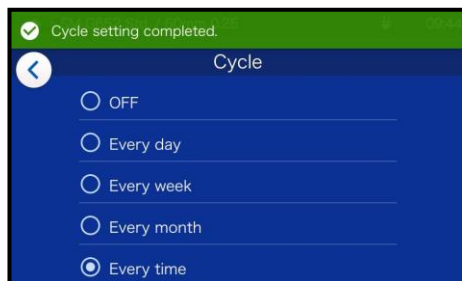 Cycle setting completed.
Cycle
OFF
Every day
Every week
Every month
Every time